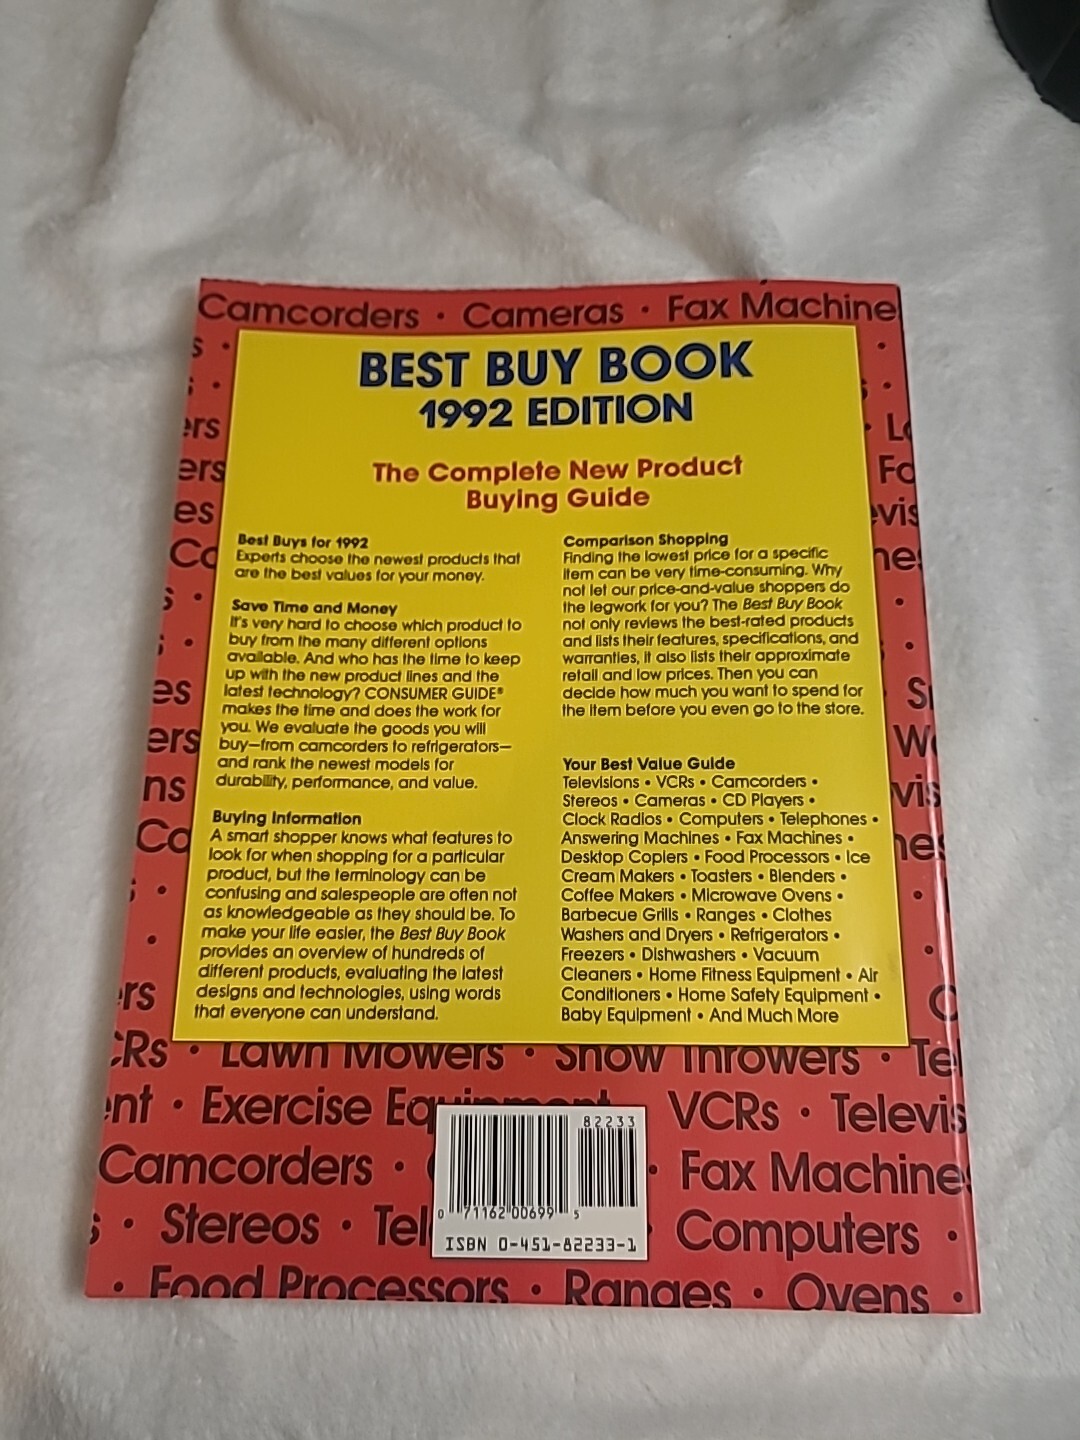 Camcorders • Cameras • Fax Machine
BEST BUY BOOK
1992 EDITION
The Complete New Product
Buying Guide
Best Buys for 1992
Experts choose the newest products that
are the best values for your money.
Save Time and Money
It's very hard to choose which product to
buy from the many different options
available. And who has the time to keep
up with the new product lines and the
latest technology? CONSUMER GUIDE®
makes the time and does the work for
you. We evaluate the goods you will
buy—from camcorders to refrigerators—
and rank the newest models for
durability, performance, and value.
Buying Information
A smart shopper knows what features to
look for when shopping for a particular
product, but the terminology can be
confusing and salespeople are often not
as knowledgeable as they should be. To
make your life easier, the Best Buy Book
provides an overview of hundreds of
different products, evaluating the latest
designs and technologies, using words
that everyone can understand.
Comparison Shopping
Finding the lowest price for a specific
item can be very time-consuming. Why
not let our price-and-value shoppers do
the legwork for you? The Best Buy Book
not only reviews the best-rated products
and lists their features, specifications, and
warranties, it also lists their approximate
retail and low prices. Then you can
decide how much you want to spend for
the item before you even go to the store.
Your Best Value Guide
Televisions • VCRs • Camcorders •
Stereos • Cameras • CD Players •
Clock Radios • Computers • Telephones •
Answering Machines • Fax Machines •
Desktop Copiers • Food Processors • Ice
Cream Makers • Toasters • Blenders •
Coffee Makers • Microwave Ovens •
Barbecue Grills • Ranges • Clothes
Washers and Dryers • Refrigerators •
Freezers • Dishwashers • Vacuum
Cleaners • Home Fitness Equipment • Air
Conditioners • Home Safety Equipment •
Baby Equipment • And Much More
CRs • Lawn Mowers • Snow Throwers • Te
ent • Exercise Equipment VCRs • Televis
Camcorders • • Fax Machine
s • Stereos • Tel Computers •
• Food Processors • Ranges • Ovens •
82233
0 71162 00699 5
ISBN 0-451-82233-1